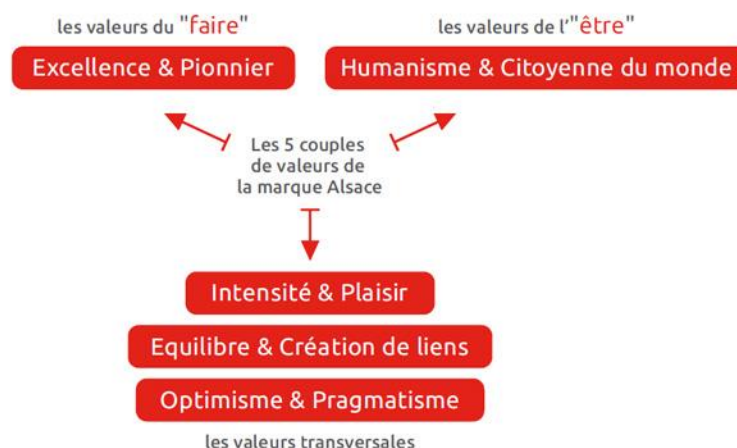 les valeurs du "faire"
Excellence & Pionnier
les valeurs de l'"être"
Humanisme & Citoyenne du monde
Les 5 couples
de valeurs de
la marque Alsace
Intensité & Plaisir
Equilibre & Création de liens
Optimisme & Pragmatisme
les valeurs transversales